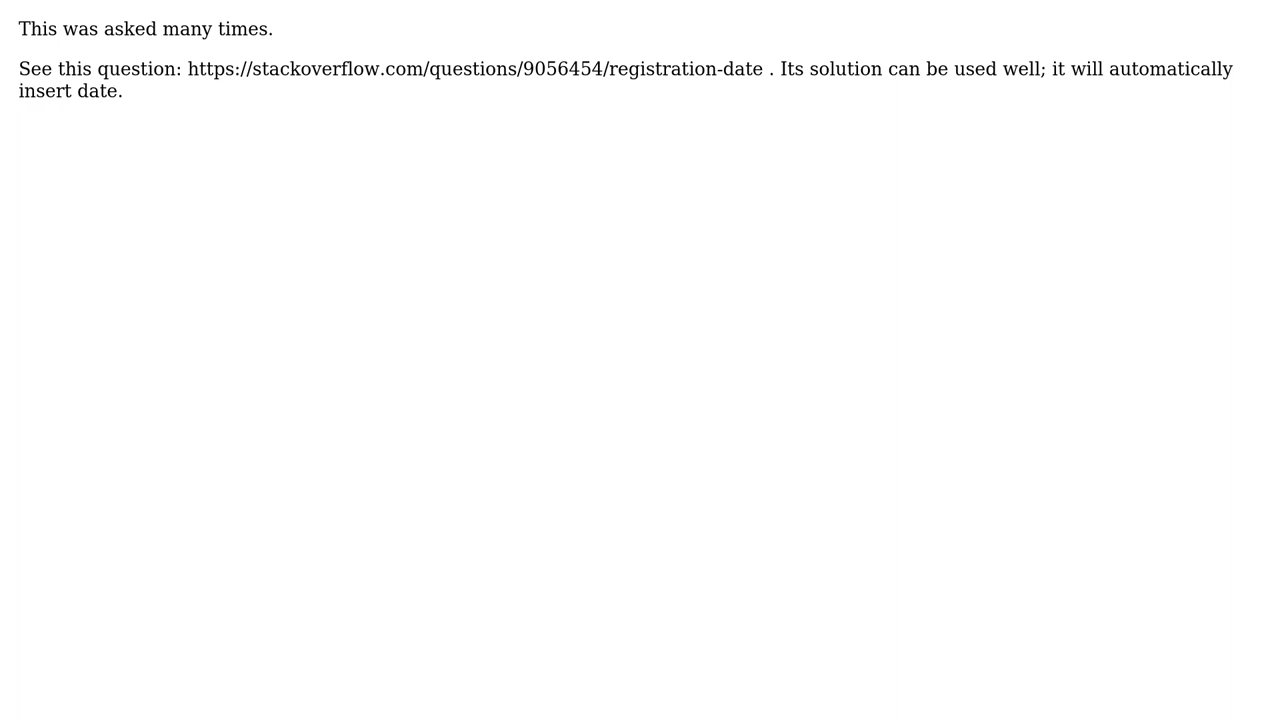 This was asked many times.
See this question: https://stackoverflow.com/questions/9056454/registration-date . Its solution can be used well; it will automatically
insert date.